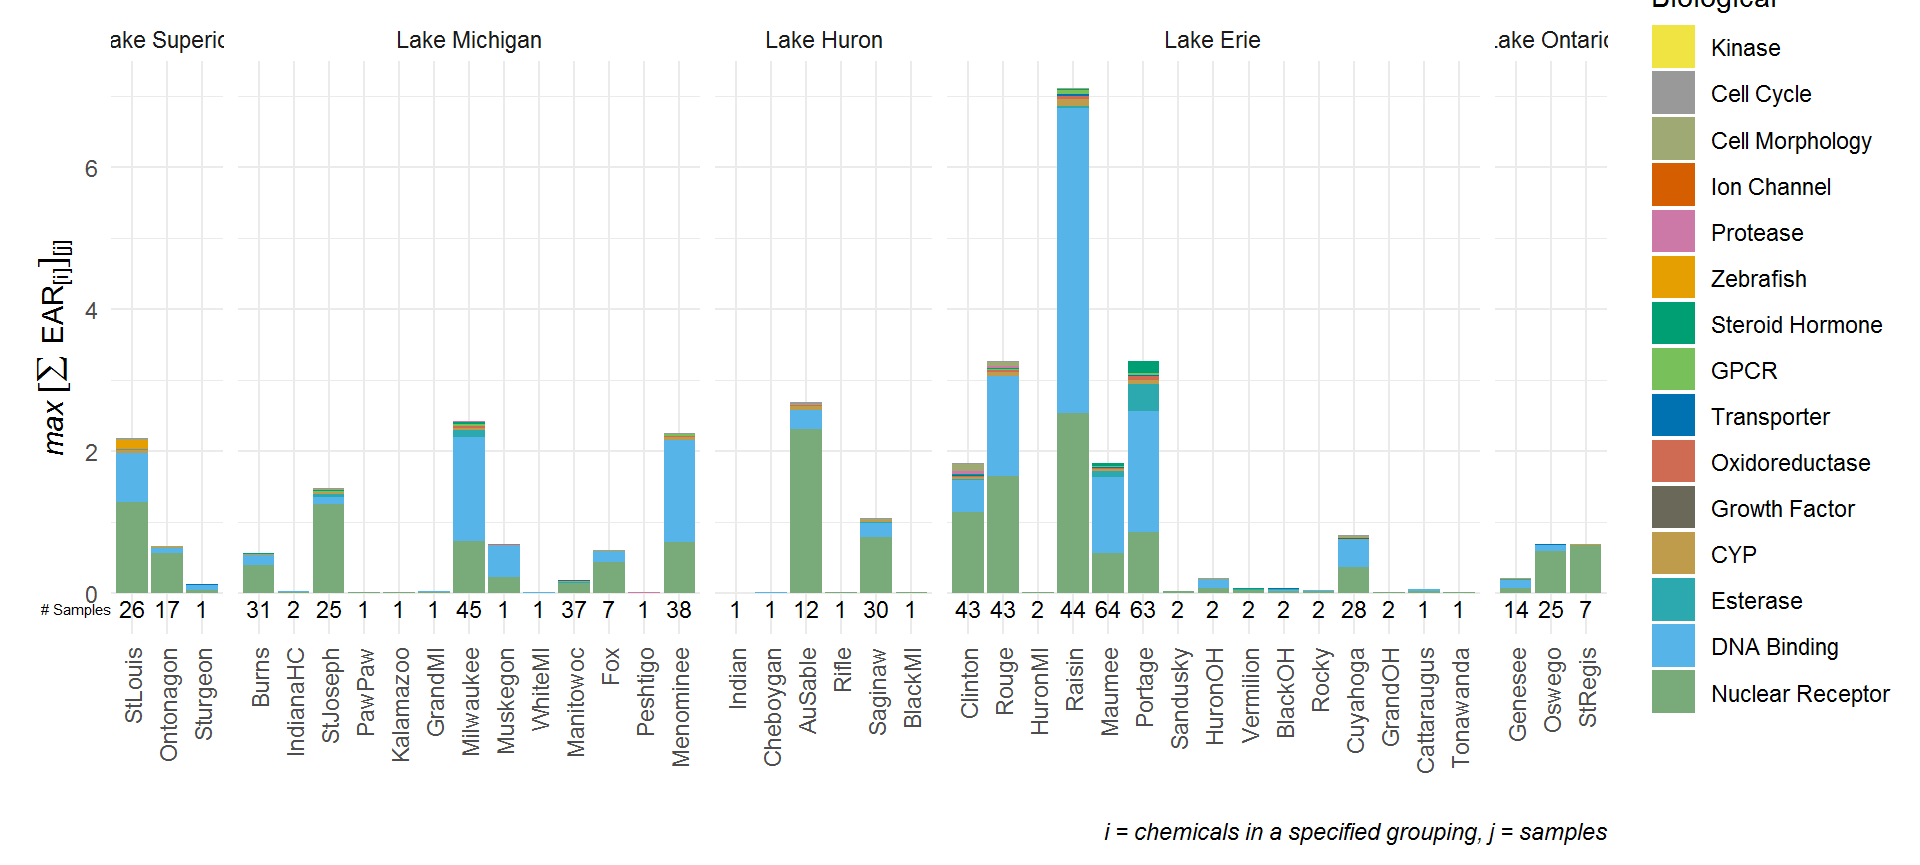 Biological
ake Superio
Lake Michigan
Lake Huron
Lake Erie
ake Ontario
Kinase
Cell Cycle
Cell Morphology
Ion Channel
Protease
Zebrafish
Steroid Hormone
GPCR
Transporter
Oxidoreductase
Growth Factor
CYP
Esterase
DNA Binding
Nuclear Receptor
max [∑ EAR[i]][j]
6
4
2
0
# Samples 26 17 1 31 2 25 1 1 1 45 1 1 37 7 1 38 1 1 12 1 30 1 43 43 2 44 64 63 2 2 2 2 2 28 2 1 1 14 25 7
StLouis
Ontonagon
Sturgeon
Burns
IndianaHC
StJoseph
PawPaw
Kalamazoo
GrandMI
Milwaukee
Muskegon
WhiteMI
Manitowoc
Fox
Peshtigo
Menominee
Indian
Cheboygan
AuSable
Rifle
Saginaw
BlackMI
Clinton
Rouge
HuronMI
Raisin
Maumee
Portage
Sandusky
HuronOH
Vermilion
BlackOH
Rocky
Cuyahoga
GrandOH
Cattaraugus
Tonawanda
Genesee
Oswego
StRegis
i = chemicals in a specified grouping, j = samples